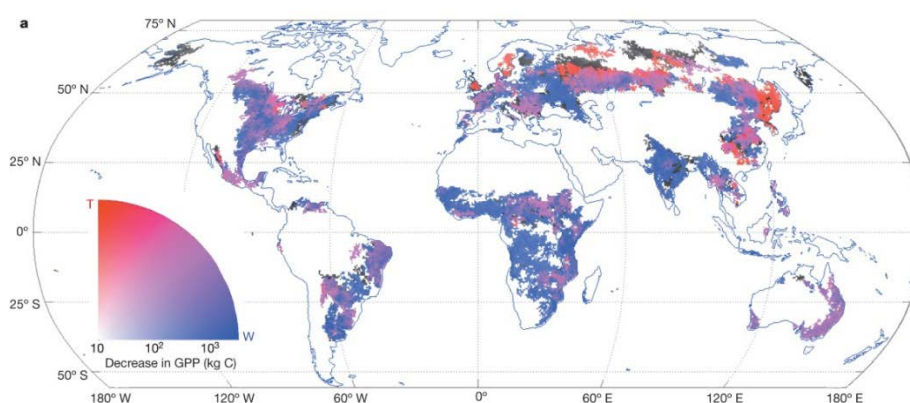 a
75° N
50° N
25° N
0°
25° S
50° S
T
W
10 10² 10³
Decrease in GPP (kg C)
180° W 120° W 60° W 0° 60° E 120° E 180° E